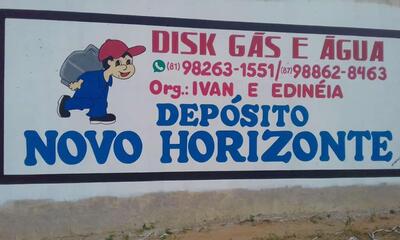 DISK GÁS E ÁGUA
(81) 98263-1551/(87)98862-8463
Org.: IVAN E EDINÉIA
DEPÓSITO
NOVO HORIZONTE